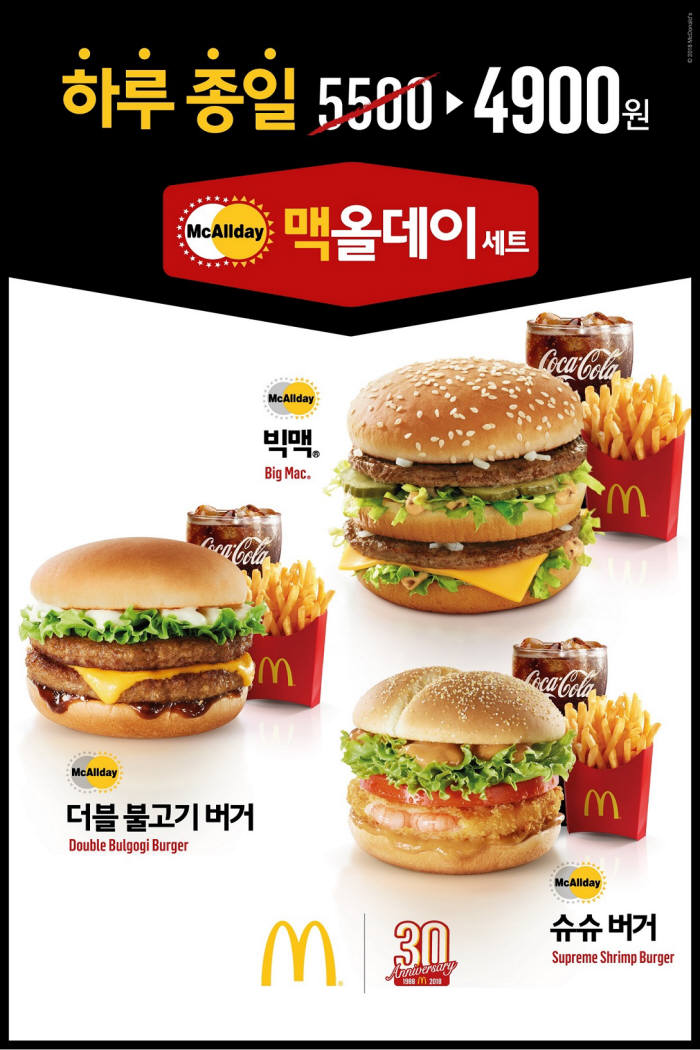 © 2018 McDonald's
하루 종일 5500 ▶ 4900원
McAllday 맥올데이 세트
McAllday
빅맥®
Big Mac®
Coca-Cola
Coca-Cola
McAllday
더블 불고기 버거
Double Bulgogi Burger
Coca-Cola
McAllday
슈슈 버거
Supreme Shrimp Burger
30
Anniversary
1988 2018